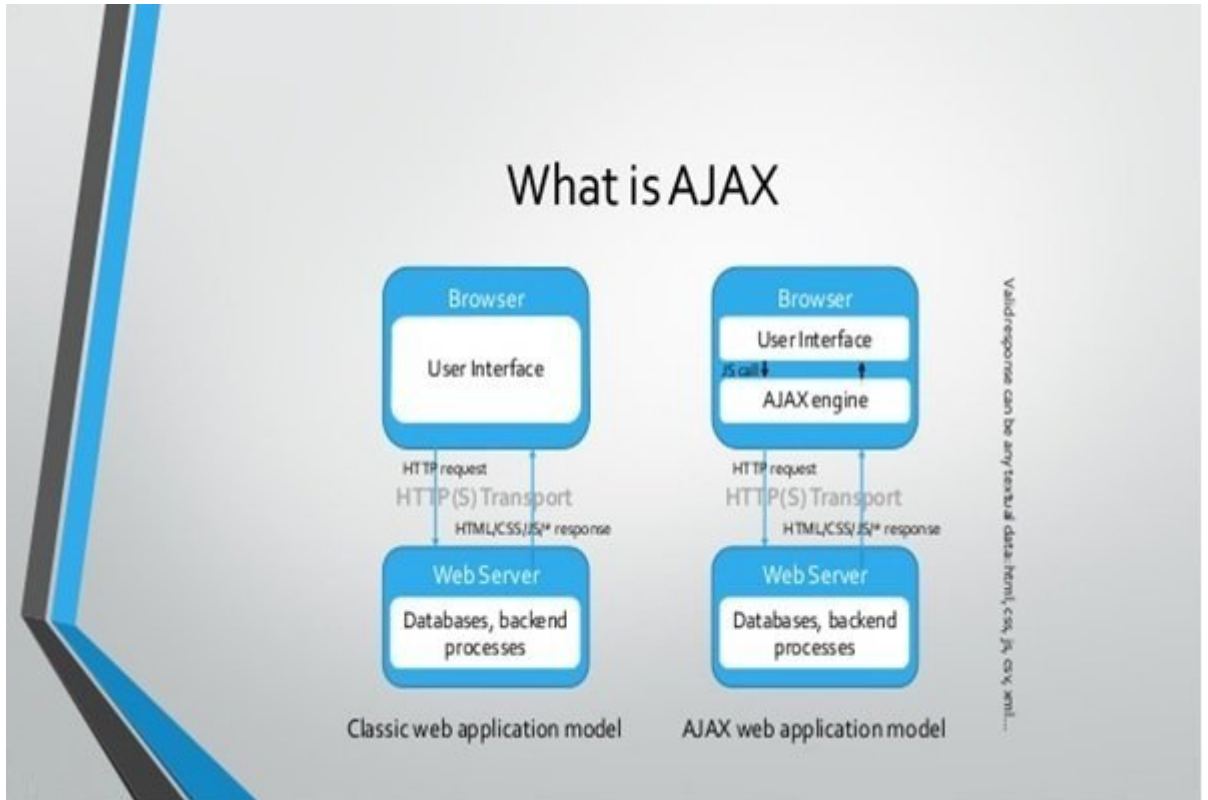 What is AJAX
Browser
User Interface
HTTP request
HTTP(S) Transport
HTML/CSS/JS/* response
Web Server
Databases, backend
processes
Classic web application model
Browser
User Interface
JS call
AJAX engine
HTTP request
HTTP(S) Transport
HTML/CSS/JS/* response
Web Server
Databases, backend
processes
AJAX web application model
Valid response can be any textual data: html, css, js, csv, xml....